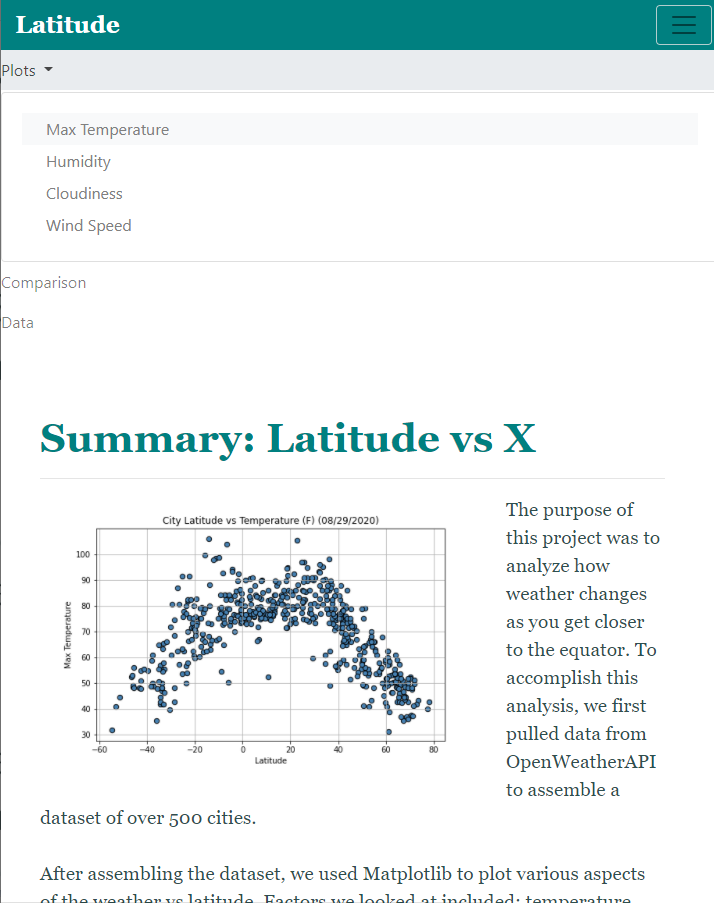 Latitude
Plots
Max Temperature
Humidity
Cloudiness
Wind Speed
Comparison
Data
Summary: Latitude vs X
City Latitude vs Temperature (F) (08/29/2020)
100
90
80
70
60
50
40
30
Max Temperature
−60 −40 −20 0 20 40 60 80
Latitude
The purpose of
this project was to
analyze how
weather changes
as you get closer
to the equator. To
accomplish this
analysis, we first
pulled data from
OpenWeatherAPI
to assemble a
dataset of over 500 cities.
After assembling the dataset, we used Matplotlib to plot various aspects
of the weather vs latitude. Factors we looked at included: temperature,